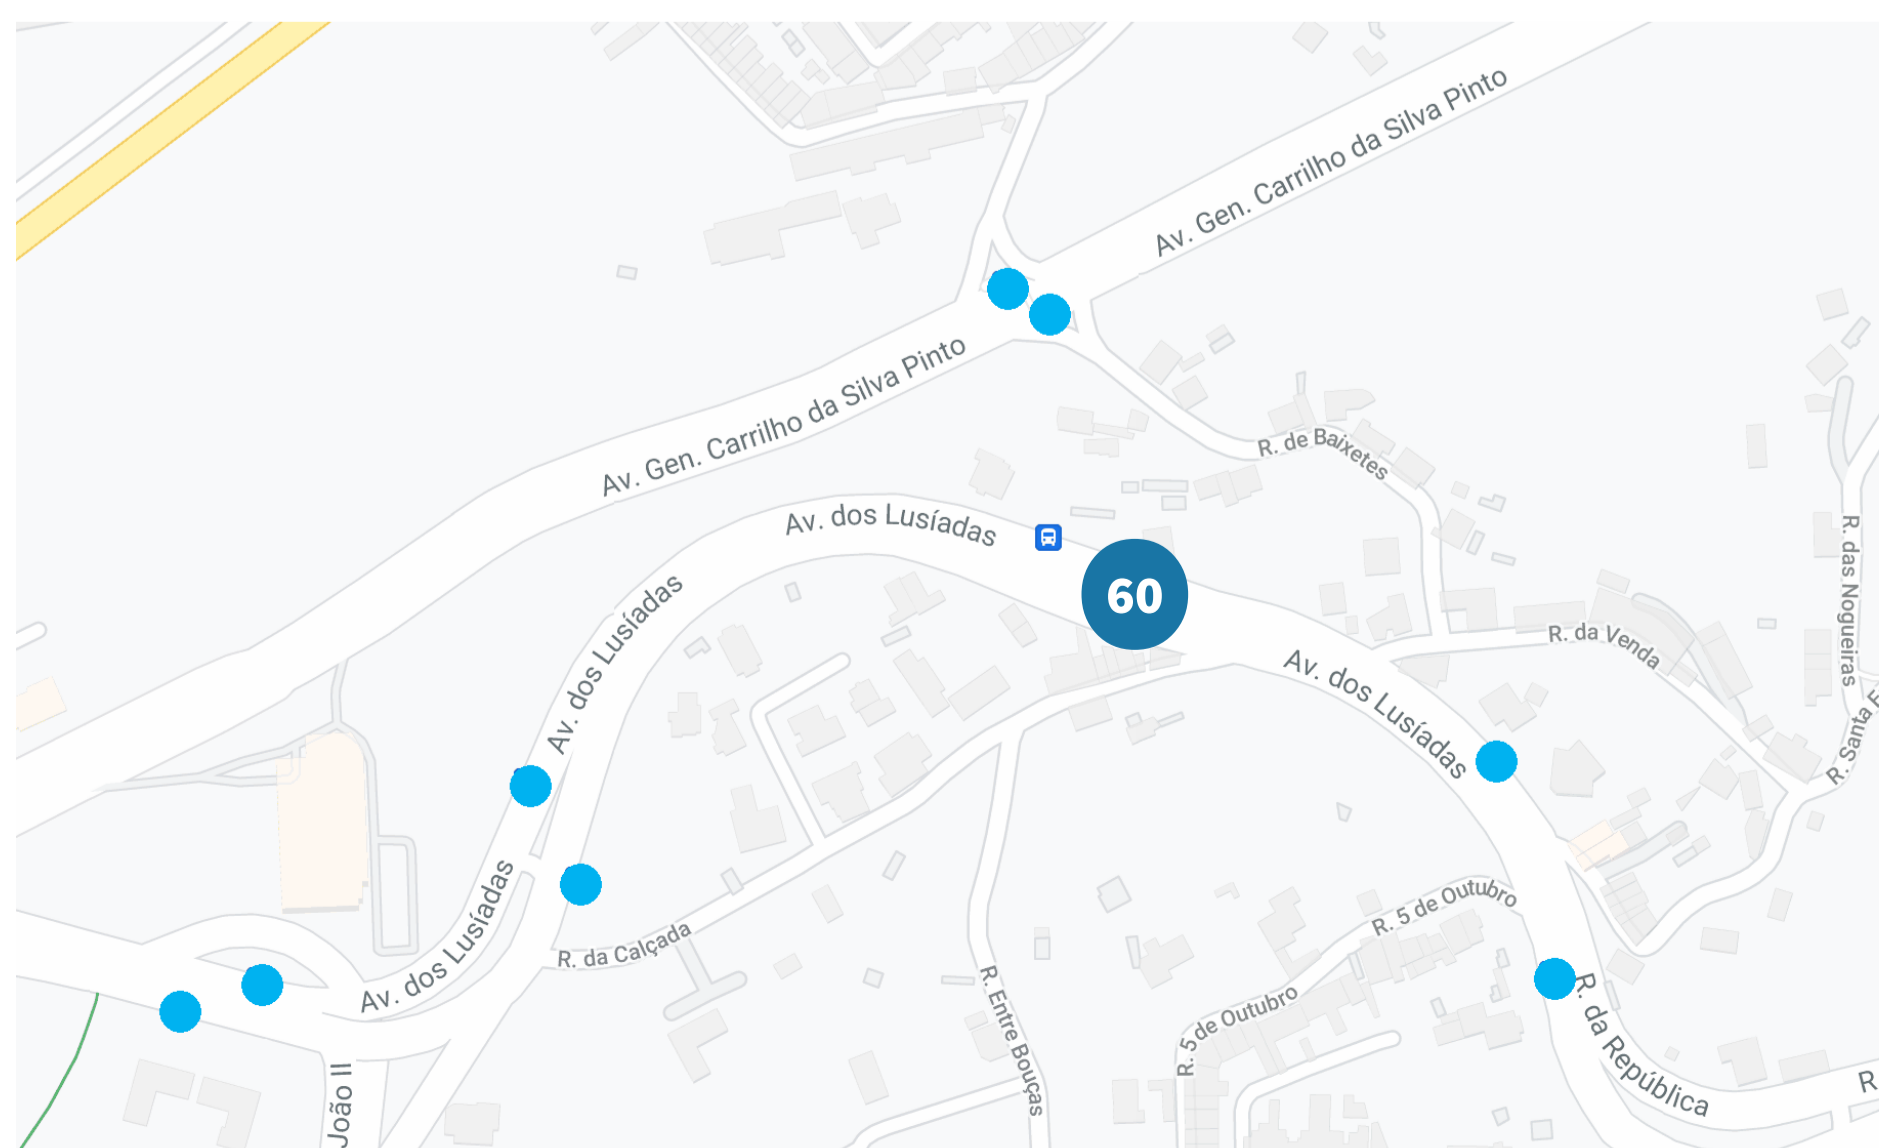 Av. Gen. Carrilho da Silva Pinto
Av. Gen. Carrilho da Silva Pinto
R. de Baixetes
Av. dos Lusíadas
60
R. das Nogueiras
Av. dos Lusíadas
R. da Venda
Av. dos Lusíadas
R. Santa
R. 5 de Outubro
R. da Calçada
Av. dos Lusíadas
R. Entre Bouças
R. 5 de Outubro
R. da República
João II
R.